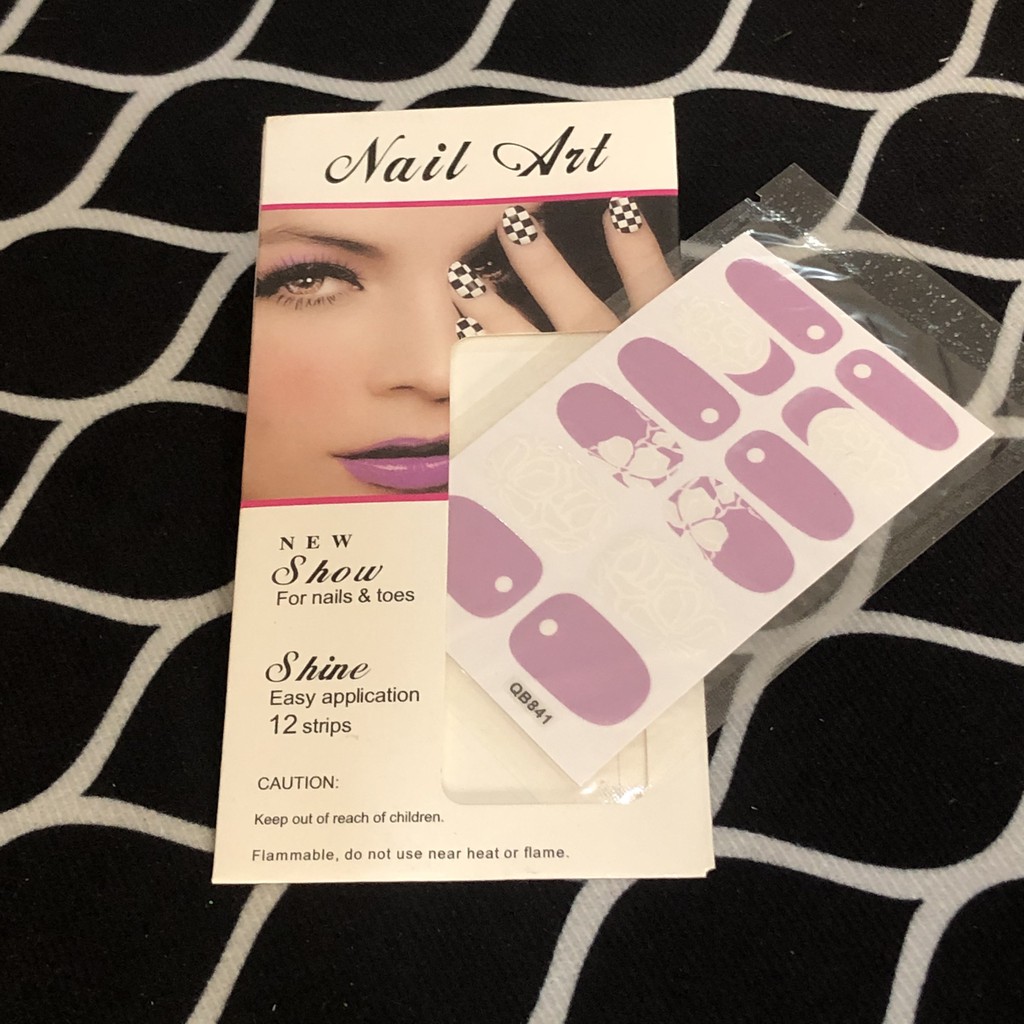 Nail Art
NEW
Show
For nails & toes
Shine
Easy application
12 strips
CAUTION:
Keep out of reach of children.
Flammable, do not use near heat or flame.
QB841